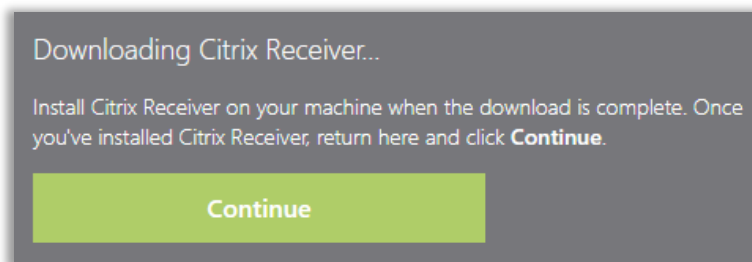 Downloading Citrix Receiver...
Install Citrix Receiver on your machine when the download is complete. Once
you've installed Citrix Receiver, return here and click Continue.
Continue